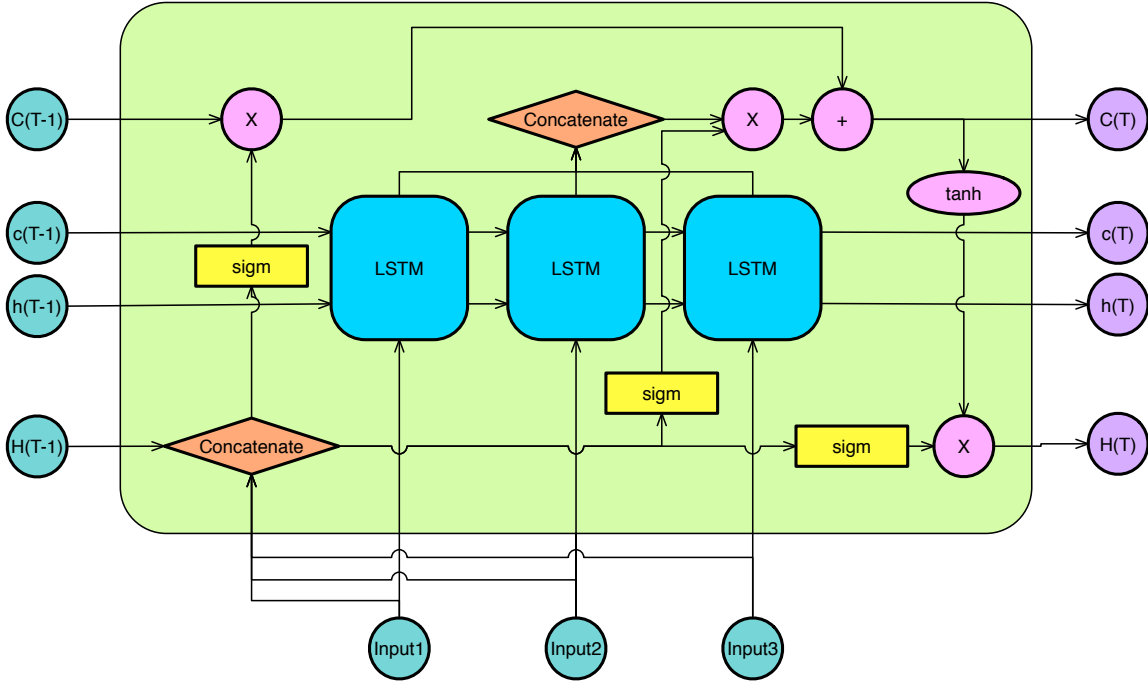 C(T-1)
X
Concatenate
X
+
C(T)
tanh
c(T-1)
sigm
LSTM
LSTM
LSTM
c(T)
h(T-1)
h(T)
sigm
H(T-1)
Concatenate
sigm
X
H(T)
Input1
Input2
Input3